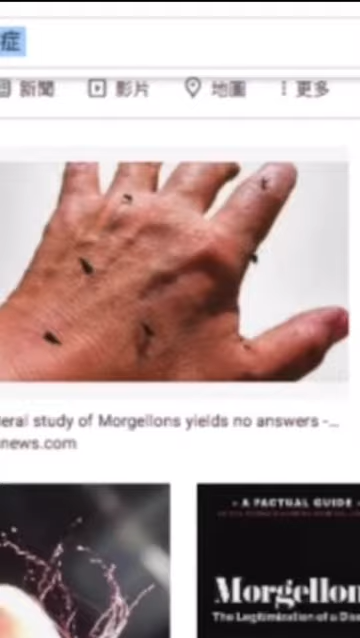 症
新聞 影片 地圖 更多
eral study of Morgellons yields no answers -...
news.com
- A FACTUAL GUIDE -
Morgellon
The Legitimization of a Dis